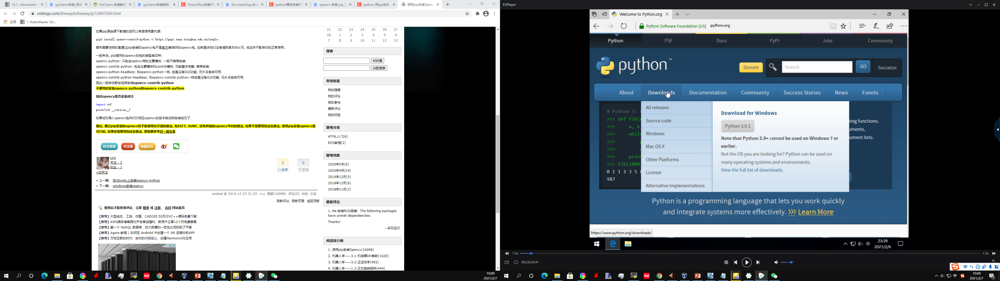 10.1. robomaster
pycharm安装_百度
PyCharm 安装教程
pycharm安装教程
Tensorflow安装问
No matching dist
python模块安装问
opencv 安装 pip_
python 用pip安装
使用pip安装Openc
cnblogs.com/thewaytotheway/p/12847260.html
应用
1. RoboMaster SD...
如果pip原始源下载慢的话可以考虑使用国内源:
pip3 install opencv-contrib-python -i https://pypi.tuna.tsinghua.edu.cn/simple
首先需要说明的是通过pip安装的opencv包不是官方编译好的opencv包, 也就是说他们没有得到官方非认可, 但这并不影响你的正常使用.
一般来说, pip提供的opencv的包的类型有四种:
opencv-python: 只包含opencv库的主要模块. 一般不推荐安装.
opencv-contrib-python: 包含主要模块和contrib模块, 功能基本完整, 推荐安装.
opencv-python-headless: 和opencv-python一样, 但是没有GUI功能, 无外设系统可用.
opencv-contrib-python-headless: 和opencv-contrib-python一样但是没有GUI功能. 无外设系统可用.
因此一般来说都会选择安装opencv-contrib-python
不要同时安装opencv-python和opencv-contrib-python
测试opencv是否安装成功
import cv2
print(cv2.__version__)
如果成功导入opencv包并打印相应opencv的版本就说明安装成功了.
最后, 通过pip安装的opencv包不能使用非开源的算法, 如SIFT, SURF, 还有其他的opencv专利的算法, 如果不需要用到这些算法, 使用pip安装opencv是
可行的, 如果你需要用到这些算法, 那就要参考另一篇文章
好文要顶 关注我 收藏该文
cng
关注 - 2
粉丝 - 1
+加关注
2 0
推荐 反对
« 上一篇: 在Ubuntu上安装opencv-python
» 下一篇: windows安装opencv
posted @ 2019-12-23 21:25 cng 阅读(10098) 评论(0) 编辑 收藏
刷新评论 刷新页面 返回顶部
登录后才能发表评论, 立即 登录 或 注册, 访问 网站首页
【推荐】大型组态、工控、仿真、CADGIS 50万行VC++源码免费下载
【推荐】AWS携手博客园为开发者送福利, 新用户立享12个月免费套餐
【推荐】第一个 NoSQL 数据库, 在大规模和一致性之间找到了平衡
【推荐】Agora 教程 | 如何在 Android 中创建一个 AR 远程协助APP
【推荐】万物互联的时代, 由你的代码定义, 创建HarmonyOS应用
广告
21 22 23 24 25 26 27
28 1 2 3 4 5 6
7 8 9 10 11 12 13
搜索
找找看
谷歌搜索
常用链接
我的随笔
我的评论
我的参与
最新评论
我的标签
随笔分类
HTML入门(6)
ROS教程(2)
随笔档案
2020年5月(9)
2020年4月(24)
2019年12月(5)
2018年12月(6)
2018年11月(2)
最新评论
1. Re:安装ROS报错: The following packages
have unmet dependenctes:
Thanks!
--采风远行
阅读排行榜
1. 使用pip安装Opencv(10098)
2. 机器人学——3.1-机械臂DH参数(1620)
3. 机器人学——3.2-正运动学(492)
4. 机器人学——1.3-正交旋转矩阵(444)
10:00
2021/2/7
EVPlayer
Welcome to Python.org
Python Software Foundation [US] python.org
Python PSF Docs PyPI Jobs Community
python™
Donate
Search
GO
Socialize
About Downloads Documentation Community Success Stories News Events
# Python 3:
>>> def fib(
>>> a, b
>>> whil
>>>
>>>
>>> prin
>>> fib(1000
0 1 1 2 3 5
987
All releases
Source code
Windows
Mac OS X
Other Platforms
License
Alternative Implementations
Download for Windows
Python 3.9.1
Note that Python 3.9+ cannot be used on Windows 7 or
earlier.
Not the OS you are looking for? Python can be used on
many operating systems and environments.
View the full list of downloads.
ing functions.
uments,
ument lists.
Python is a programming language that lets you work quickly
and integrate systems more effectively. >>> Learn More
https://www.python.org/downloads/
中
23:39
2021/2/6
1.5x
1.5x
00:24/26:41
中
中
10:00
2021/2/7